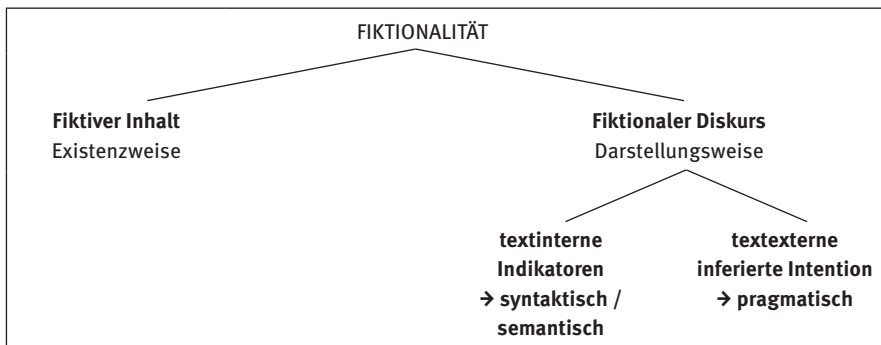 FIKTIONALITÄT
Fiktiver Inhalt
Existenzweise
Fiktionaler Diskurs
Darstellungsweise
textinterne
Indikatoren
→ syntaktisch /
semantisch
textexterne
inferierte Intention
→ pragmatisch